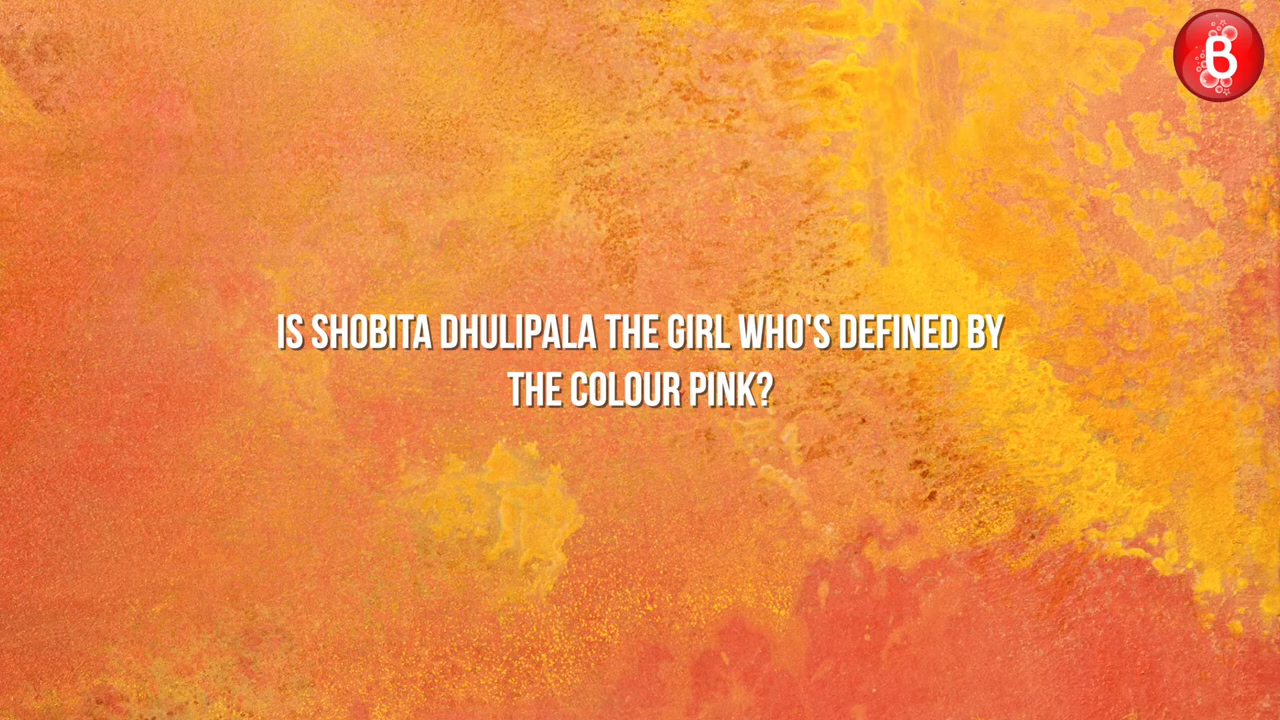 B
IS SHOBITA DHULIPALA THE GIRL WHO'S DEFINED BY
THE COLOUR PINK?